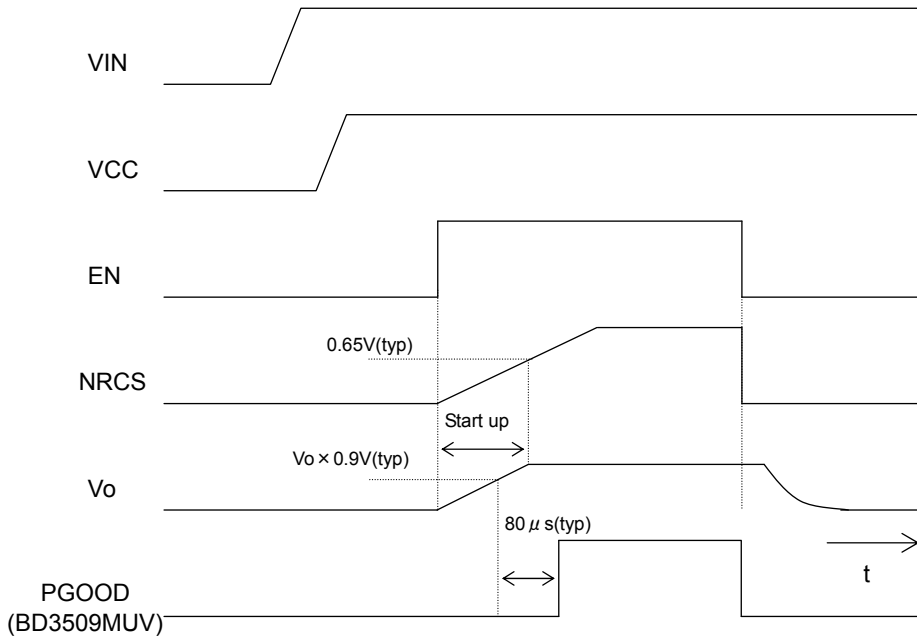 VIN
VCC
EN
0.65V(typ)
NRCS
Start up
Vo×0.9V(typ)
Vo
80μs(typ)
t
PGOOD
(BD3509MUV)